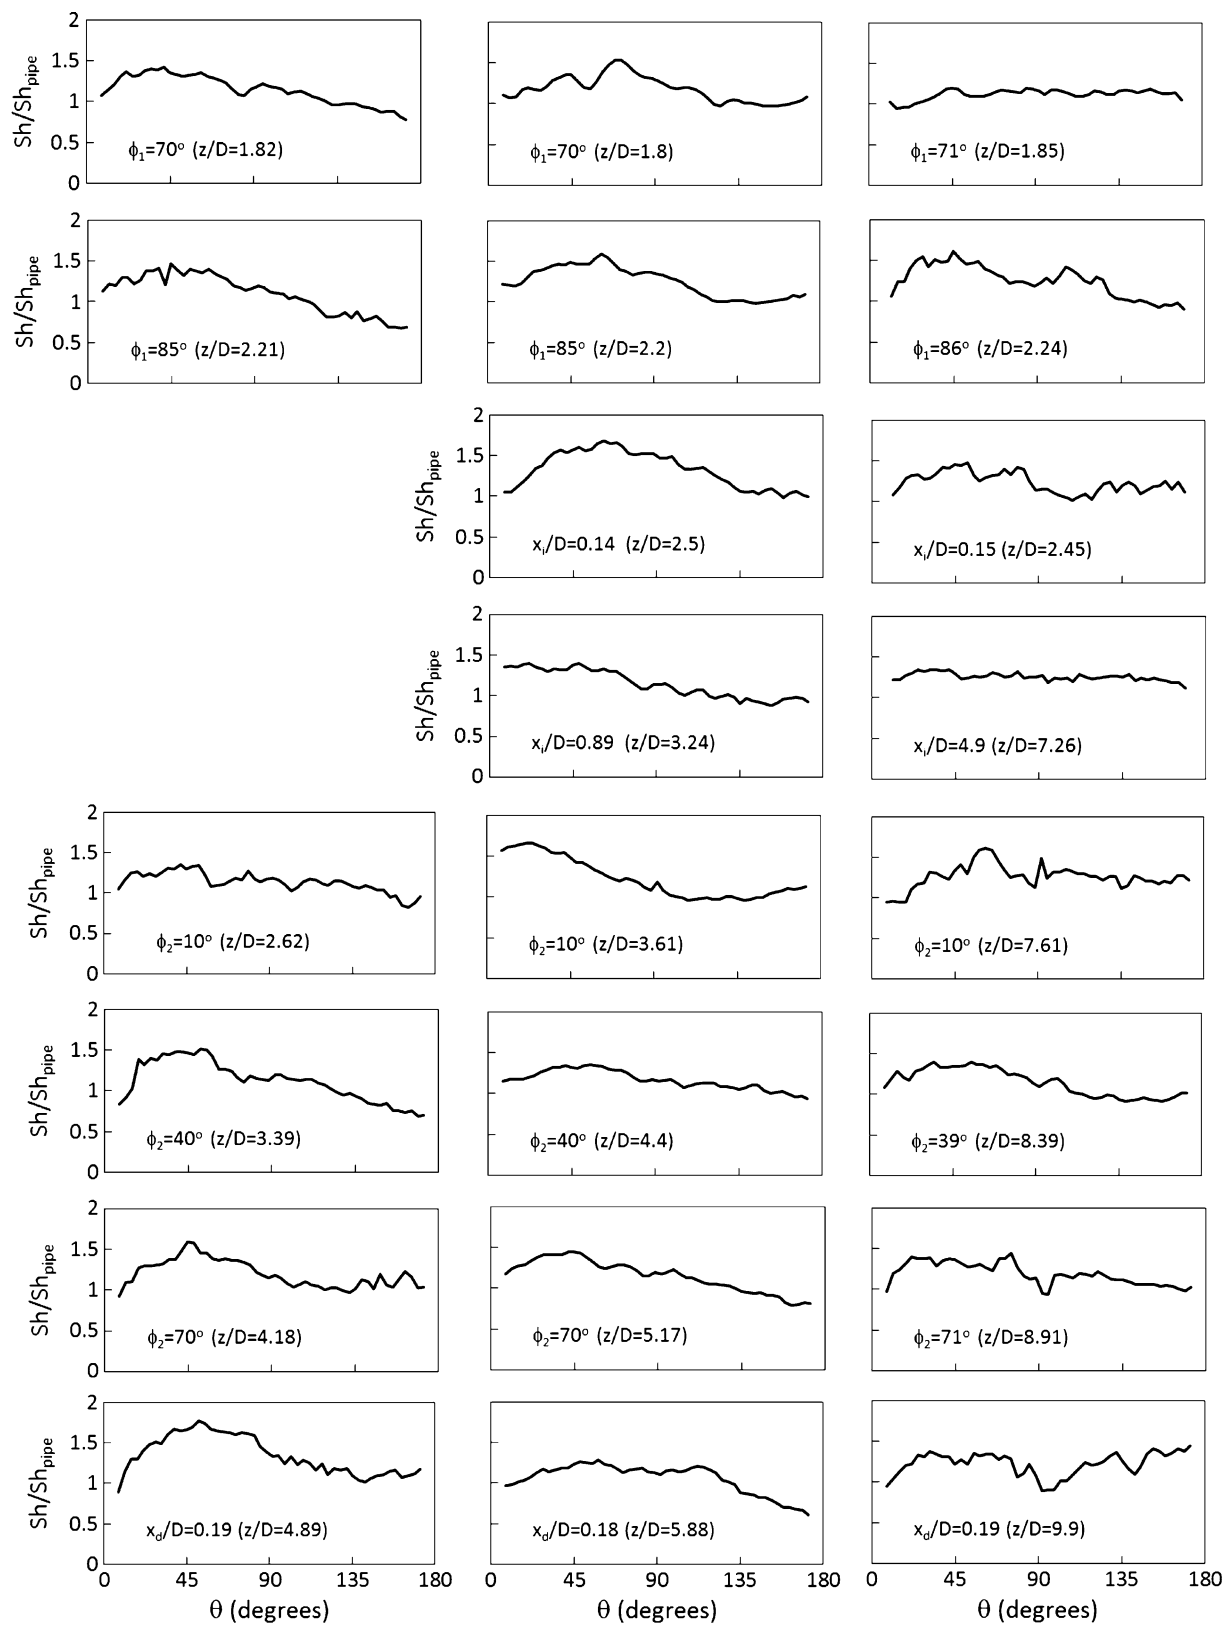 2
1.5
1
0.5
0
Sh/Sh_pipe
ϕ₁=70° (z/D=1.82)
ϕ₁=70° (z/D=1.8)
ϕ₁=71° (z/D=1.85)
2
1.5
1
0.5
0
Sh/Sh_pipe
ϕ₁=85° (z/D=2.21)
ϕ₁=85° (z/D=2.2)
ϕ₁=86° (z/D=2.24)
2
1.5
1
0.5
0
Sh/Sh_pipe
xᵢ/D=0.14 (z/D=2.5)
xᵢ/D=0.15 (z/D=2.45)
2
1.5
1
0.5
0
Sh/Sh_pipe
xᵢ/D=0.89 (z/D=3.24)
xᵢ/D=4.9 (z/D=7.26)
2
1.5
1
0.5
0
Sh/Sh_pipe
ϕ₂=10° (z/D=2.62)
ϕ₂=10° (z/D=3.61)
ϕ₂=10° (z/D=7.61)
2
1.5
1
0.5
0
Sh/Sh_pipe
ϕ₂=40° (z/D=3.39)
ϕ₂=40° (z/D=4.4)
ϕ₂=39° (z/D=8.39)
2
1.5
1
0.5
0
Sh/Sh_pipe
ϕ₂=70° (z/D=4.18)
ϕ₂=70° (z/D=5.17)
ϕ₂=71° (z/D=8.91)
2
1.5
1
0.5
0
Sh/Sh_pipe
x_d/D=0.19 (z/D=4.89)
x_d/D=0.18 (z/D=5.88)
x_d/D=0.19 (z/D=9.9)
0 45 90 135 180
0 45 90 135 180
0 45 90 135 180
θ (degrees)
θ (degrees)
θ (degrees)